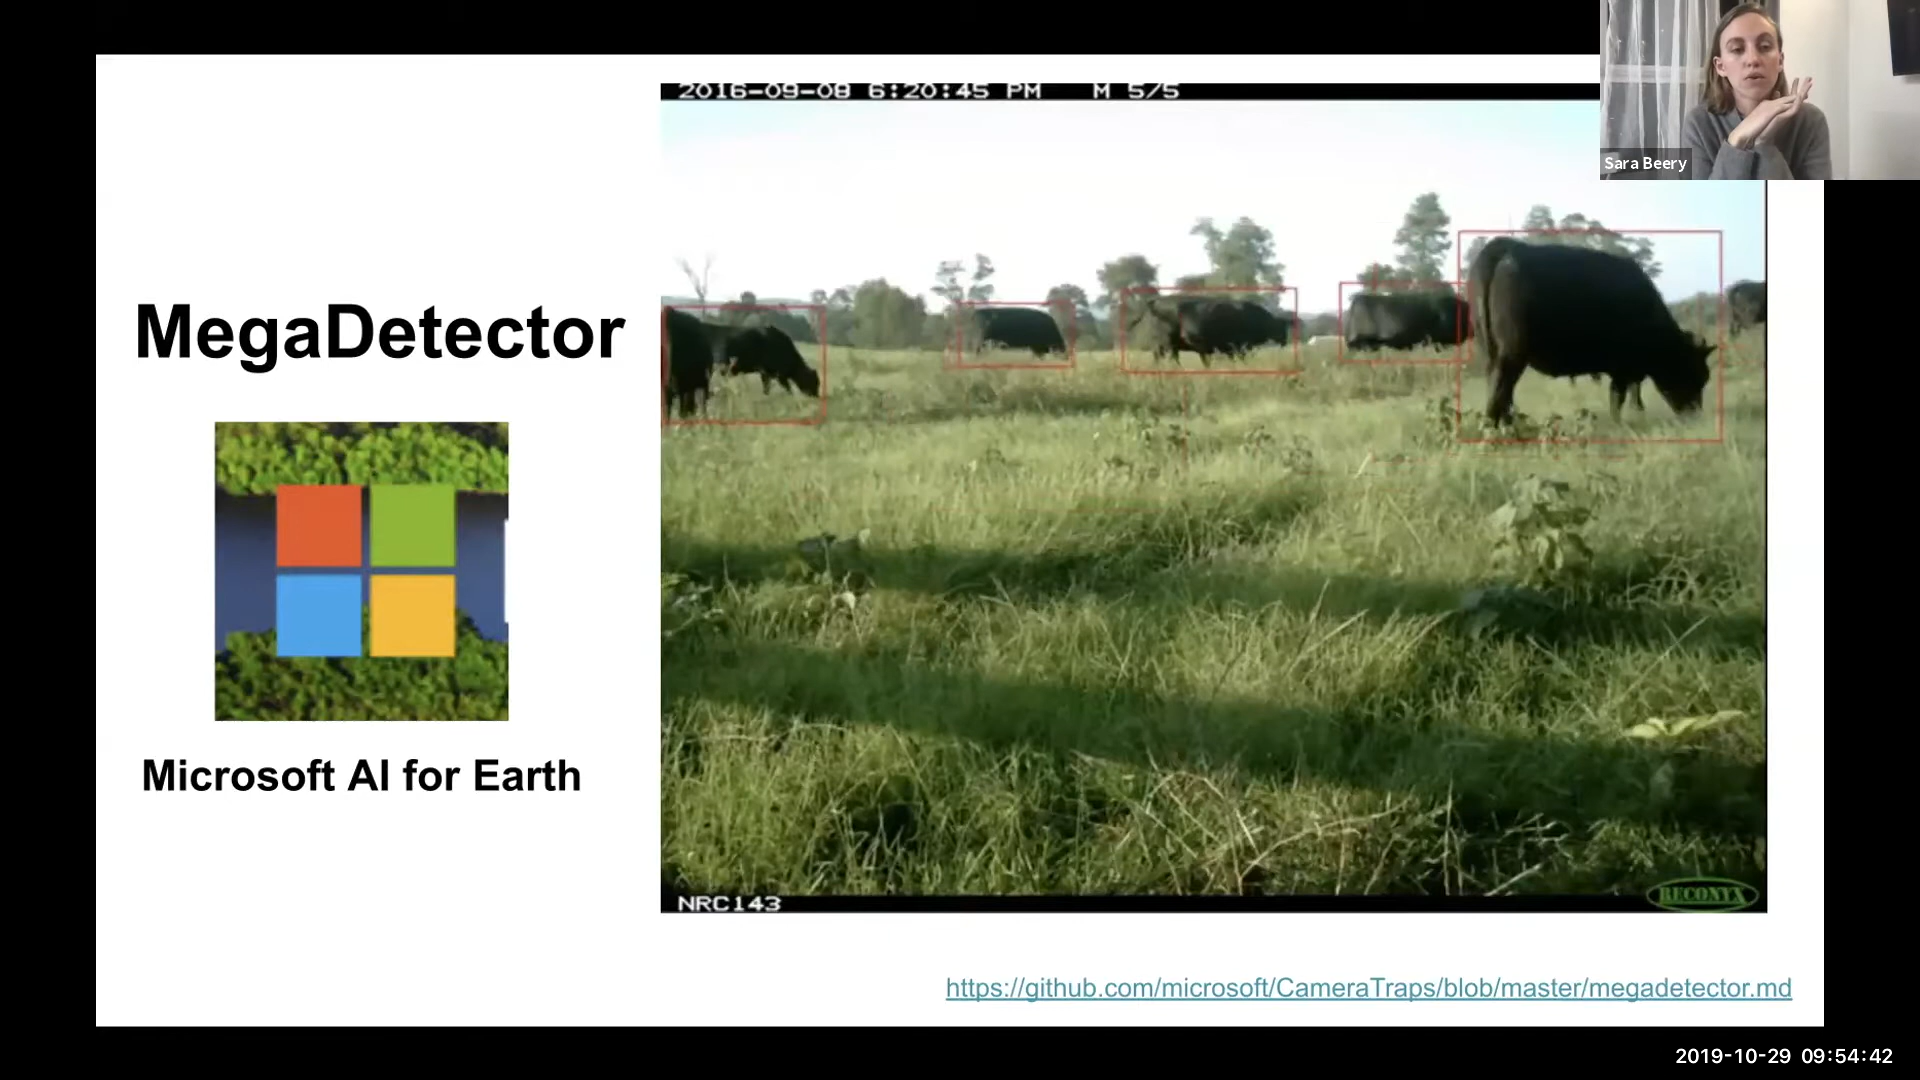 2016-09-08 6:20:45 PM M 5/5
Sara Beery
MegaDetector
Microsoft AI for Earth
NRC143
RECONYX
https://github.com/microsoft/CameraTraps/blob/master/megadetector.md
2019-10-29 09:54:42